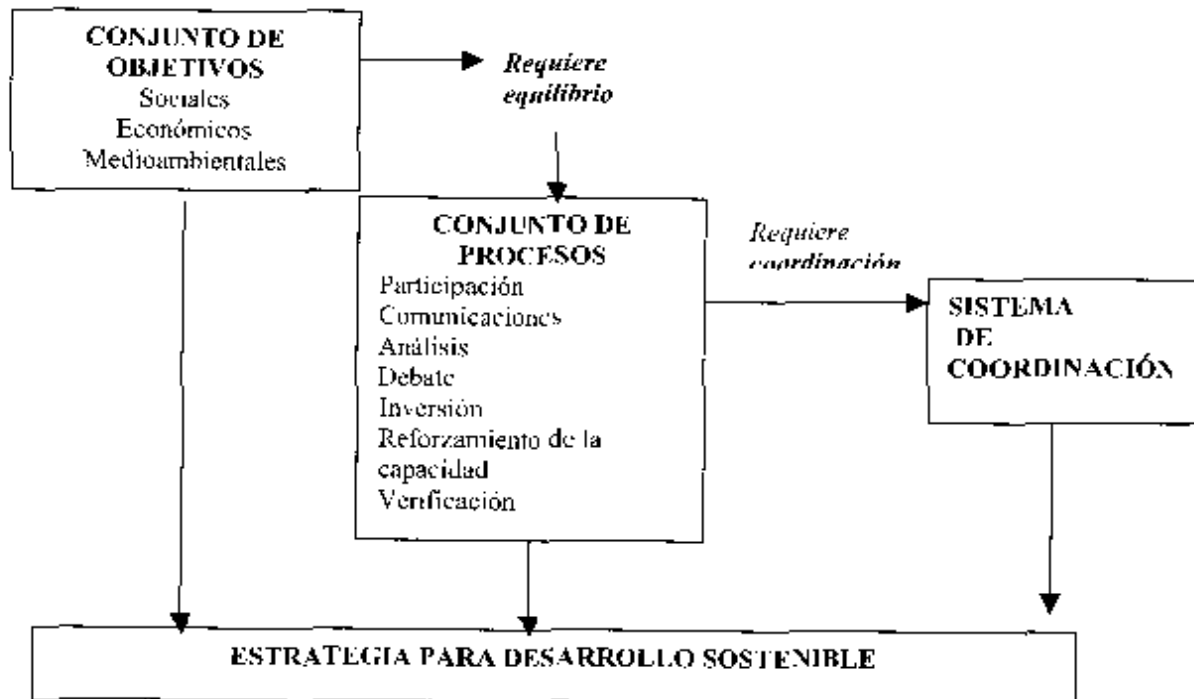 CONJUNTO DE
OBJETIVOS
Sociales
Económicos
Medioambientales
Requiere
equilibrio
CONJUNTO DE
PROCESOS
Participación
Comunicaciones
Análisis
Debate
Inversión
Reforzamiento de la
capacidad
Verificación
Requiere
coordinación
SISTEMA
DE
COORDINACIÓN
ESTRATEGIA PARA DESARROLLO SOSTENIBLE